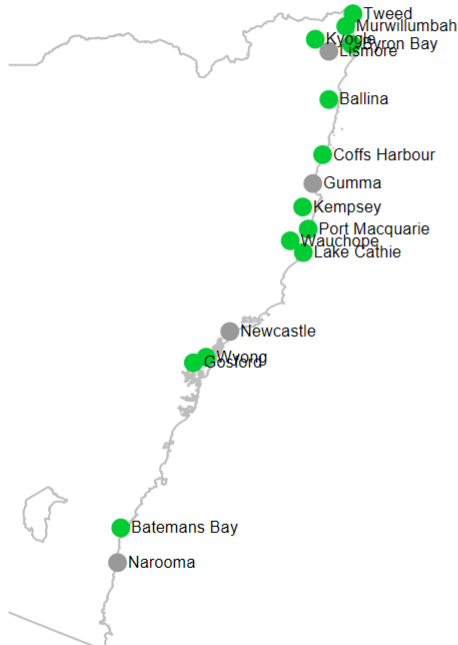 Tweed
Murwillumbah
Kyogle
Byron Bay
Lismore
Ballina
Coffs Harbour
Gumma
Kempsey
Port Macquarie
Wauchope
Lake Cathie
Newcastle
Wyong
Gosford
Batemans Bay
Narooma